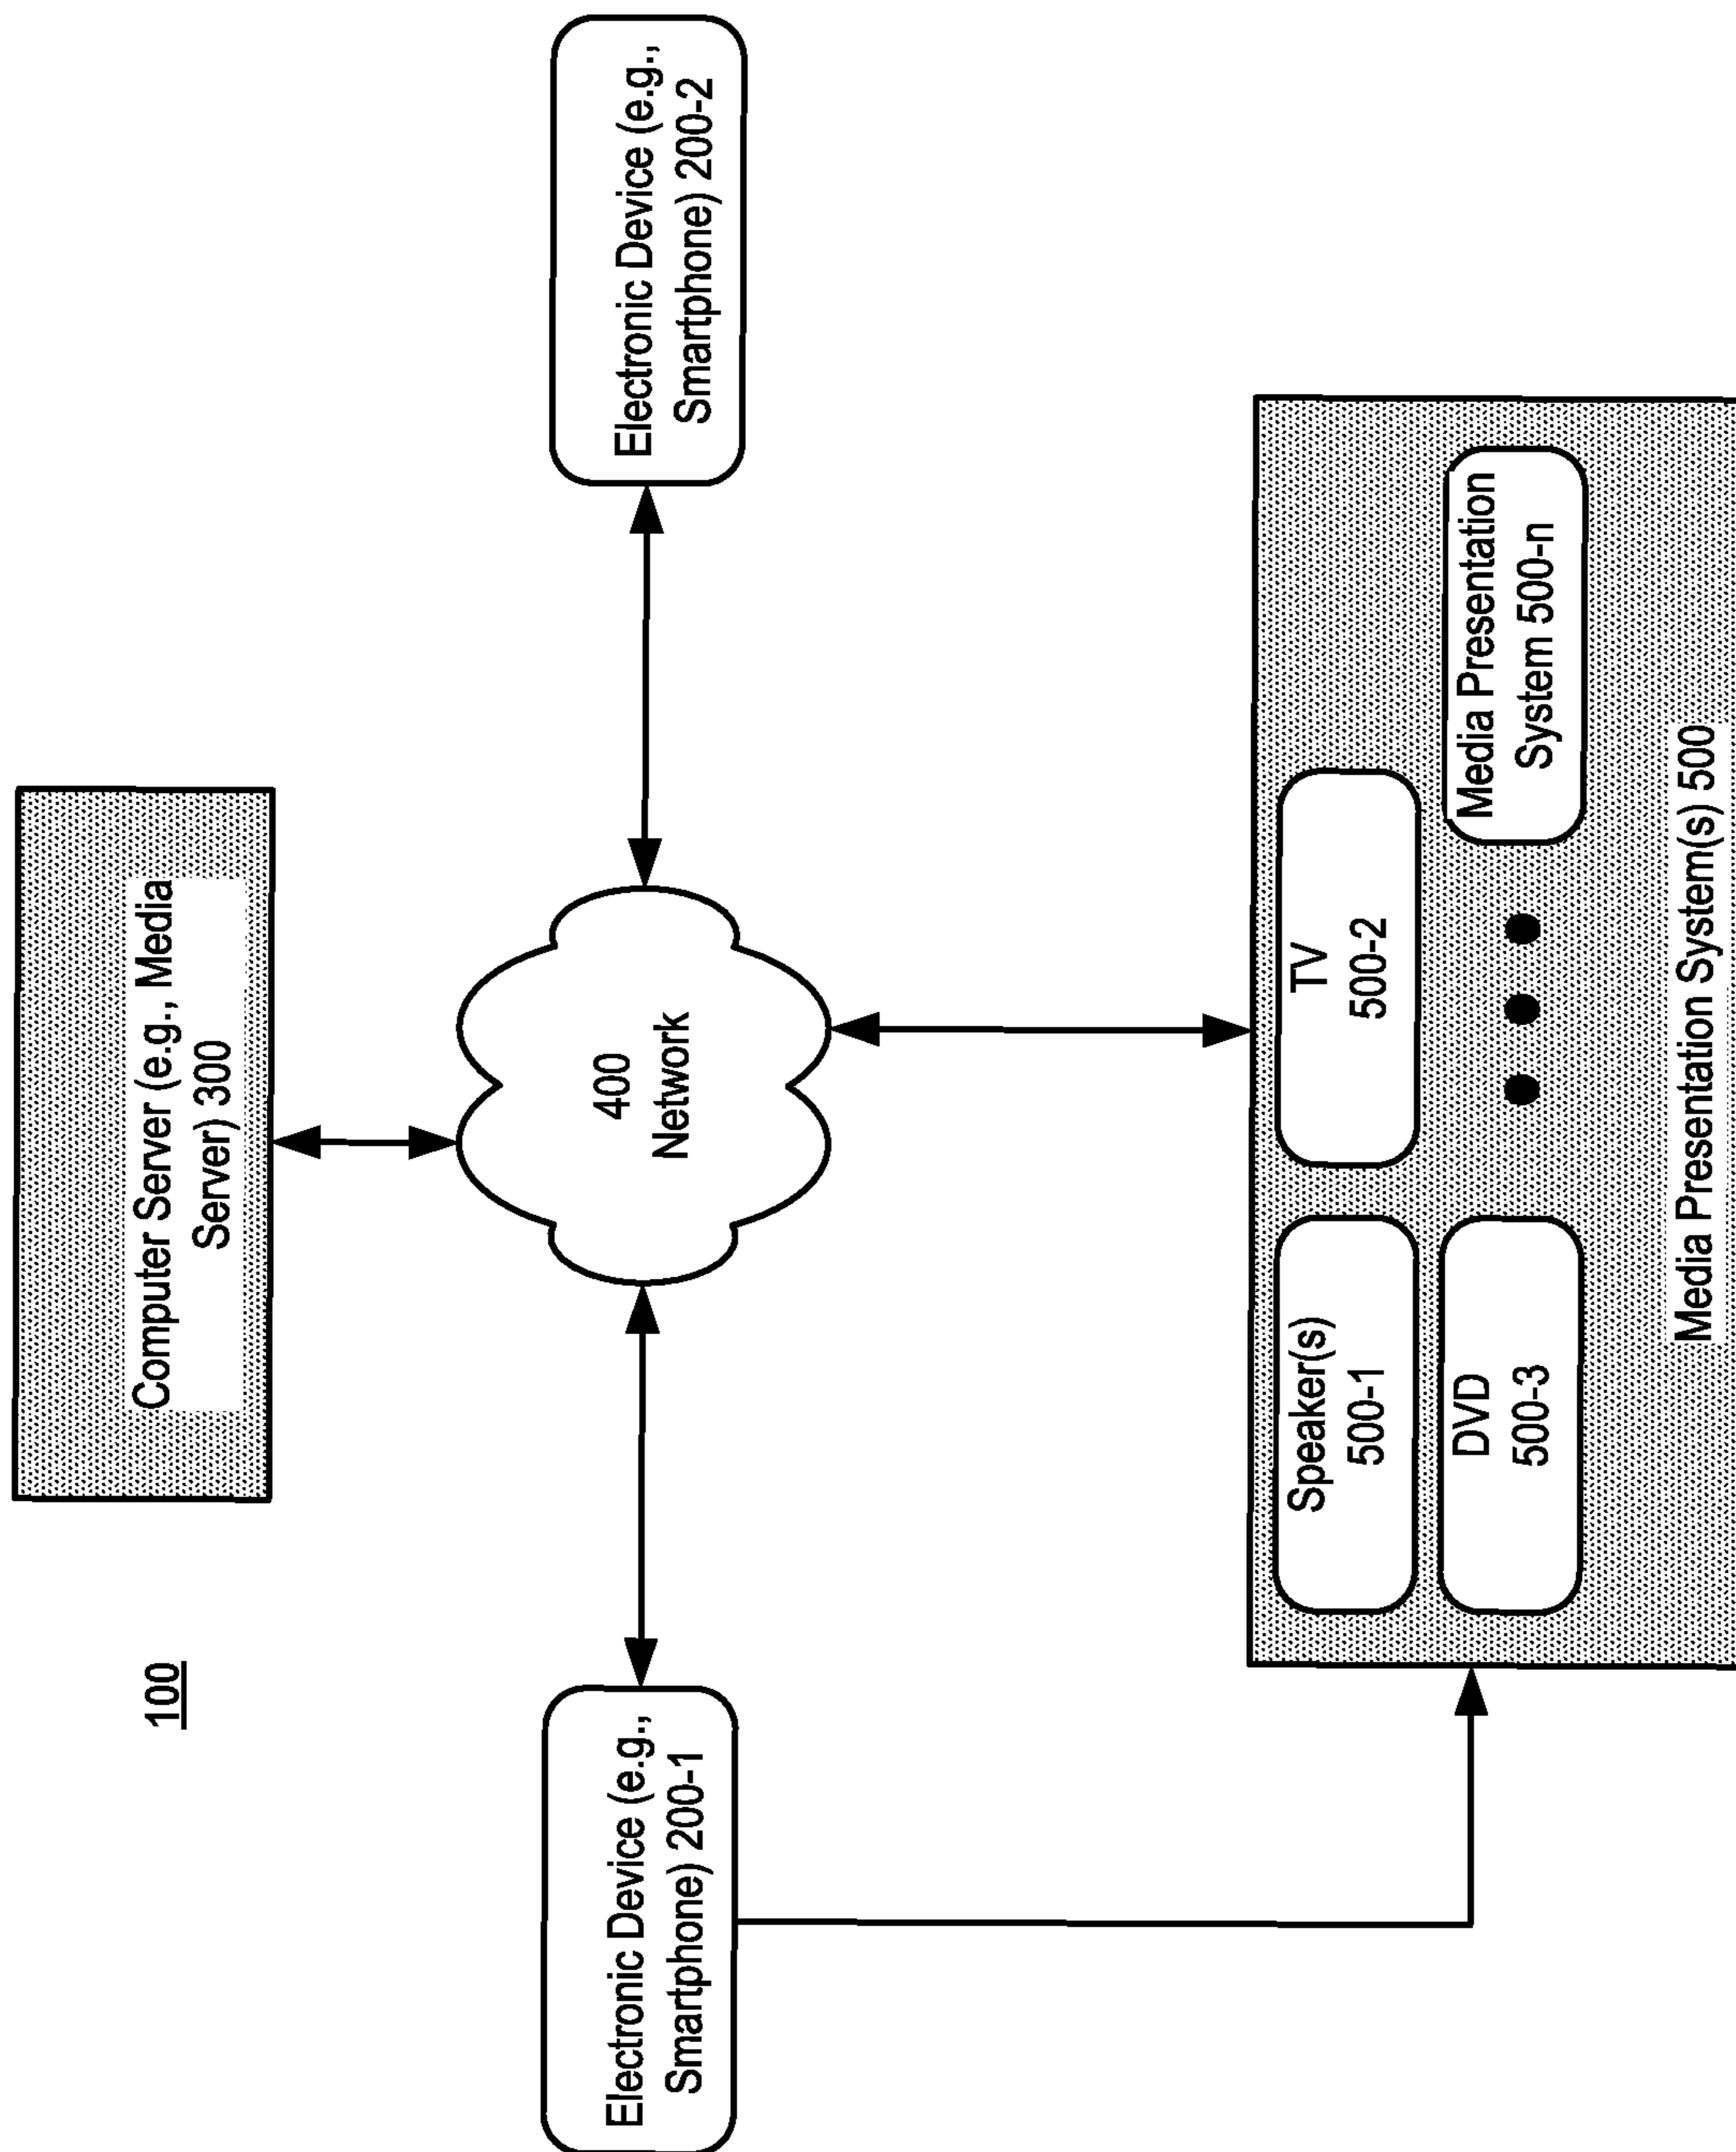 100
Computer Server (e.g., Media
Server) 300
Electronic Device (e.g.,
Smartphone) 200-1
400
Network
Electronic Device (e.g.,
Smartphone) 200-2
Speaker(s)
500-1
TV
500-2
DVD
500-3
Media Presentation
System 500-n
Media Presentation System(s) 500